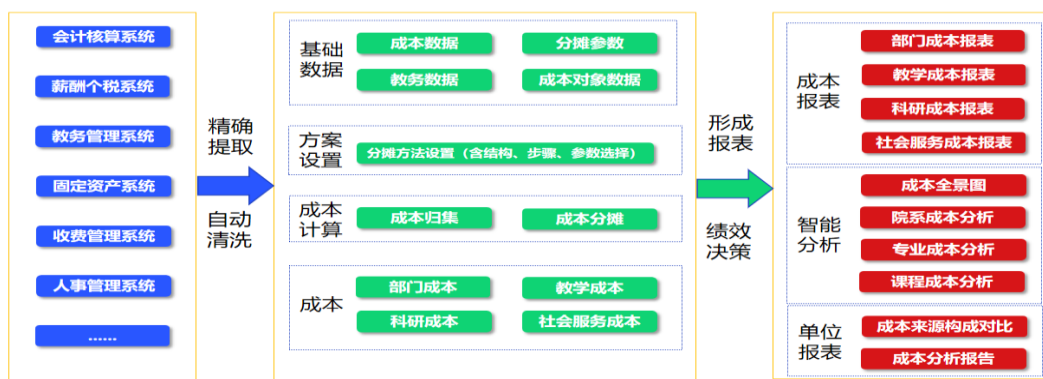 会计核算系统
薪酬个税系统
教务管理系统
固定资产系统
收费管理系统
人事管理系统
......
精确
提取
自动
清洗
基础
数据
成本数据
分摊参数
教务数据
成本对象数据
方案
设置
分摊方法设置（含结构、步骤、参数选择）
成本
计算
成本归集
成本分摊
成本
部门成本
教学成本
科研成本
社会服务成本
形成
报表
绩效
决策
成本
报表
部门成本报表
教学成本报表
科研成本报表
社会服务成本报表
智能
分析
成本全景图
院系成本分析
专业成本分析
课程成本分析
单位
报表
成本来源构成对比
成本分析报告